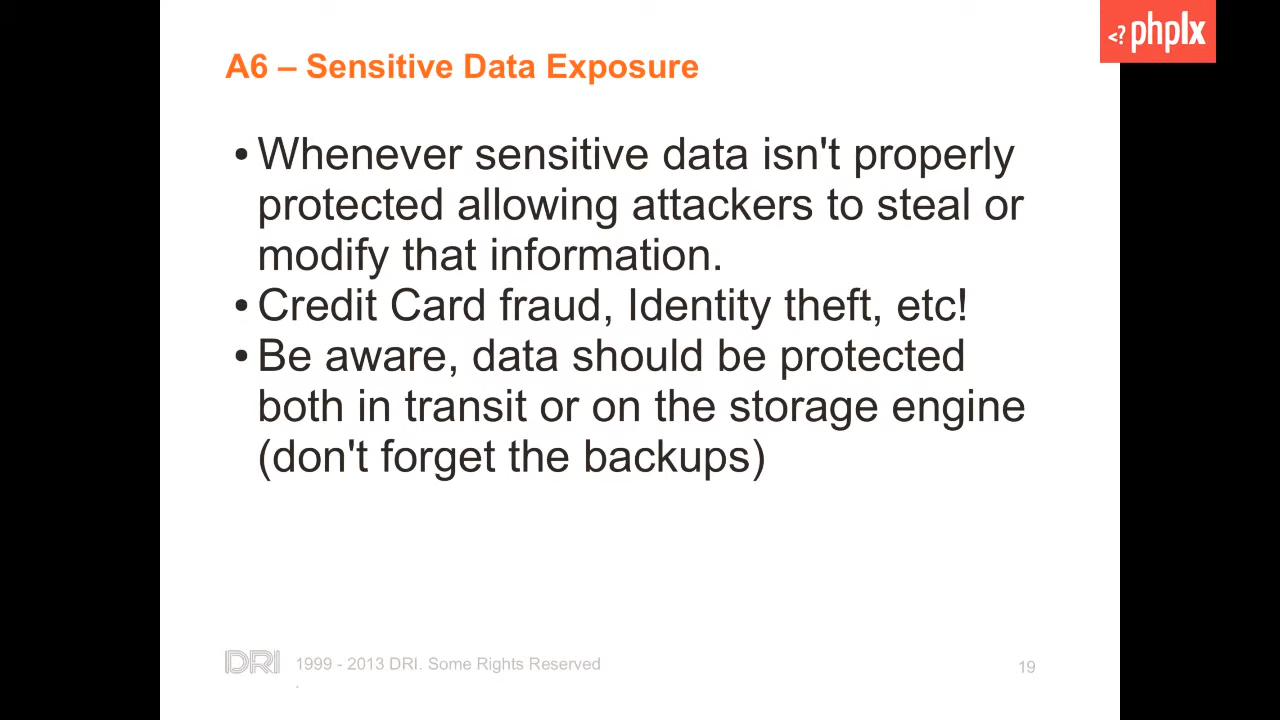 <? phplx
A6 – Sensitive Data Exposure
•Whenever sensitive data isn't properly
protected allowing attackers to steal or
modify that information.
•Credit Card fraud, Identity theft, etc!
•Be aware, data should be protected
both in transit or on the storage engine
(don't forget the backups)
DRI 1999 - 2013 DRI. Some Rights Reserved 19
.